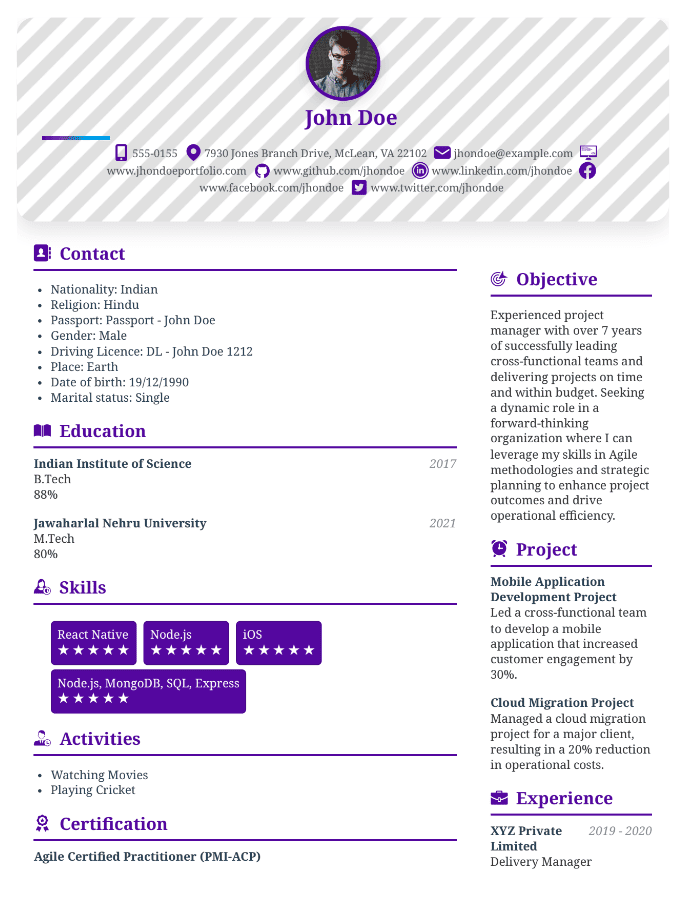 John Doe
555-0155 7930 Jones Branch Drive, McLean, VA 22102 jhondoe@example.com
www.jhondoeportfolio.com www.github.com/jhondoe www.linkedin.com/jhondoe
www.facebook.com/jhondoe www.twitter.com/jhondoe
Contact
Nationality: Indian
Religion: Hindu
Passport: Passport - John Doe
Gender: Male
Driving Licence: DL - John Doe 1212
Place: Earth
Date of birth: 19/12/1990
Marital status: Single
Education
Indian Institute of Science 2017
B.Tech
88%
Jawaharlal Nehru University 2021
M.Tech
80%
Skills
React Native Node.js iOS
Node.js, MongoDB, SQL, Express
Activities
Watching Movies
Playing Cricket
Certification
Agile Certified Practitioner (PMI-ACP)
Objective
Experienced project
manager with over 7 years
of successfully leading
cross-functional teams and
delivering projects on time
and within budget. Seeking
a dynamic role in a
forward-thinking
organization where I can
leverage my skills in Agile
methodologies and strategic
planning to enhance project
outcomes and drive
operational efficiency.
Project
Mobile Application
Development Project
Led a cross-functional team
to develop a mobile
application that increased
customer engagement by
30%.
Cloud Migration Project
Managed a cloud migration
project for a major client,
resulting in a 20% reduction
in operational costs.
Experience
XYZ Private 2019 - 2020
Limited
Delivery Manager